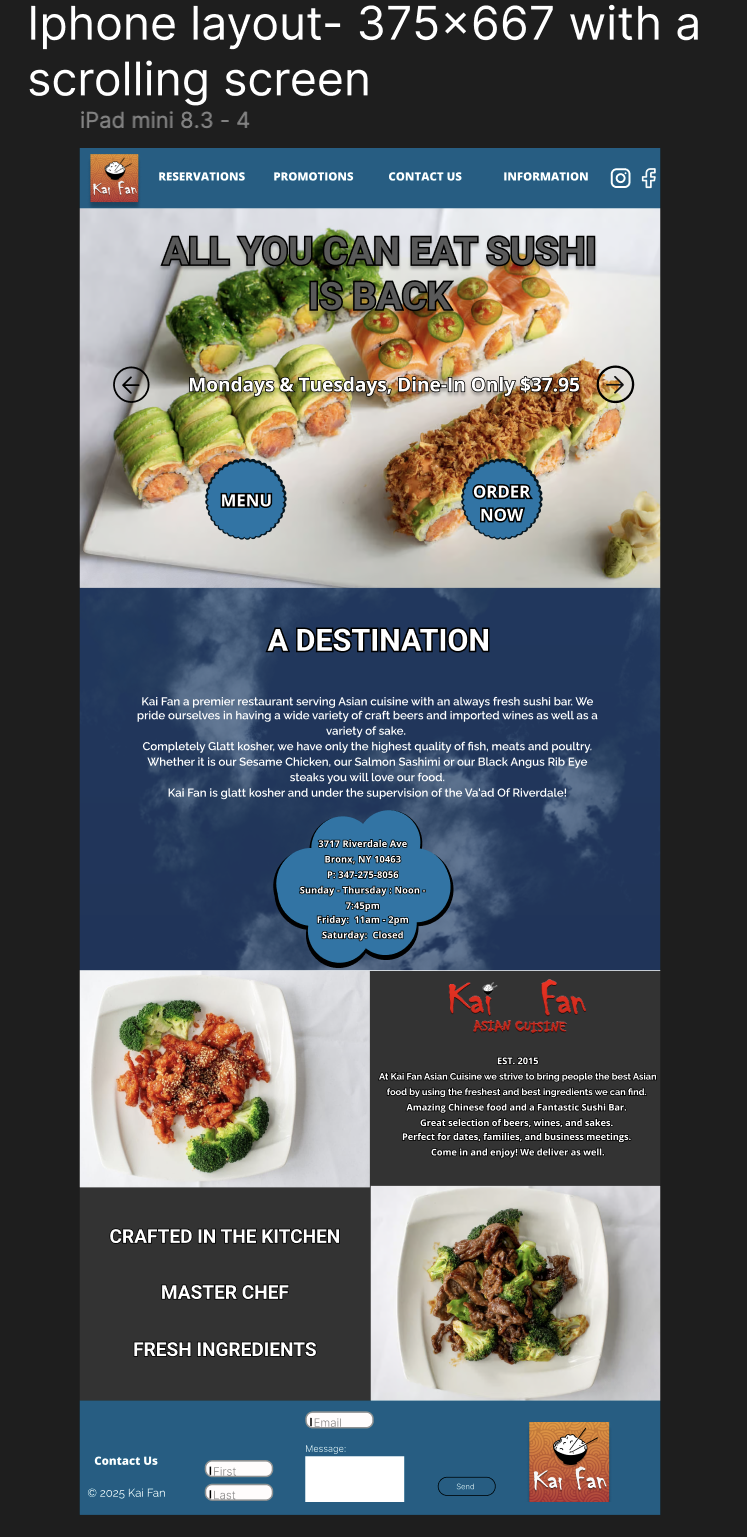 Iphone layout- 375×667 with a
scrolling screen
iPad mini 8.3 - 4
Kai Fan
RESERVATIONS PROMOTIONS CONTACT US INFORMATION
ALL YOU CAN EAT SUSHI
IS BACK
Mondays & Tuesdays, Dine-In Only $37.95
MENU
ORDER
NOW
A DESTINATION
Kai Fan a premier restaurant serving Asian cuisine with an always fresh sushi bar. We
pride ourselves in having a wide variety of craft beers and imported wines as well as a
variety of sake.
Completely Glatt kosher, we have only the highest quality of fish, meats and poultry.
Whether it is our Sesame Chicken, our Salmon Sashimi or our Black Angus Rib Eye
steaks you will love our food.
Kai Fan is glatt kosher and under the supervision of the Va'ad Of Riverdale!
3717 Riverdale Ave
Bronx, NY 10463
P: 347-275-8056
Sunday - Thursday : Noon -
7:45pm
Friday: 11am - 2pm
Saturday: Closed
Kai Fan
ASIAN CUISINE
EST. 2015
At Kai Fan Asian Cuisine we strive to bring people the best Asian
food by using the freshest and best ingredients we can find.
Amazing Chinese food and a Fantastic Sushi Bar.
Great selection of beers, wines, and sakes.
Perfect for dates, families, and business meetings.
Come in and enjoy! We deliver as well.
CRAFTED IN THE KITCHEN
MASTER CHEF
FRESH INGREDIENTS
Contact Us
© 2025 Kai Fan
First
Last
Email
Message:
Send
Kai Fan